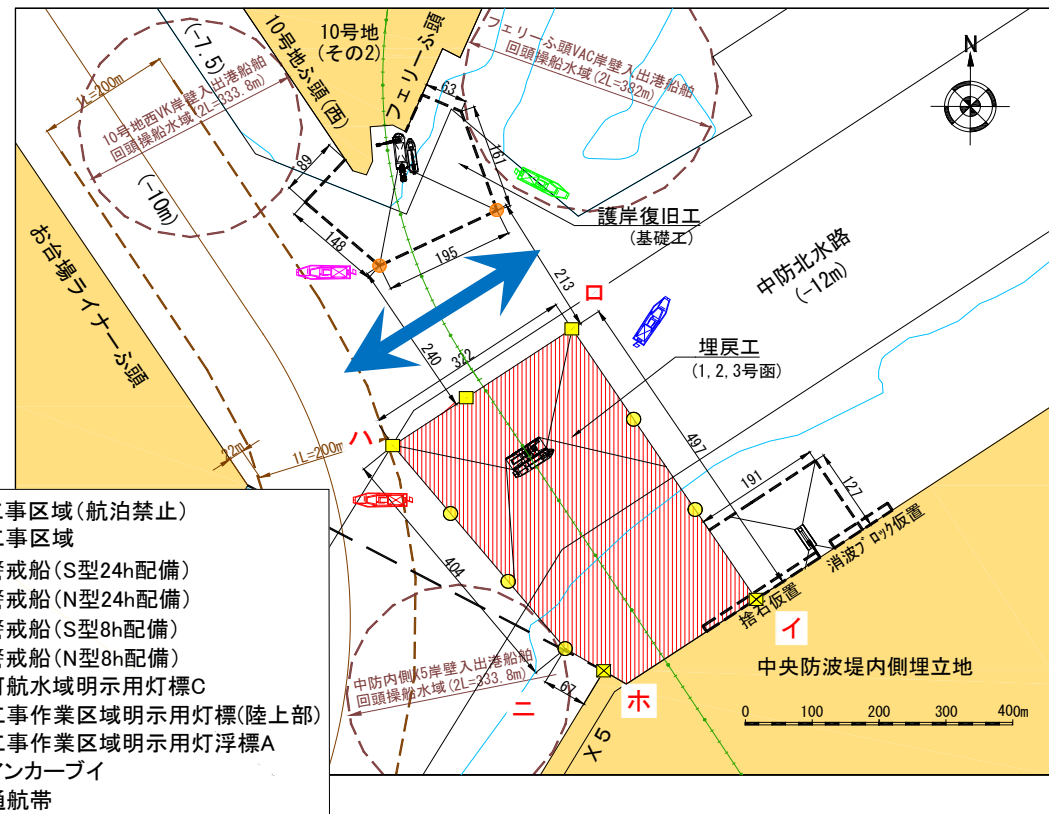 10号地
(その2)
10号地ふ頭(西)
フェリーふ頭
フェリーふ頭VAC岸壁入出港船舶
回頭操船水域(2L=382m)
10号地西VK岸壁入出港船舶
回頭操船水域(2L=333.8m)
(-7.5)
1L=200m
(-10m)
N
63
161
89
148
195
護岸復旧工
(基礎工)
中防北水路
(-12m)
お台場ライナーふ頭
213
ロ
240
322
埋戻工
(1,2,3号函)
ハ
497
22m
1L=200m
191
127
消波ブロック仮置
捨石仮置
イ
404
中央防波堤内側埋立地
中防内側X5岸壁入出港船舶
回頭操船水域(2L=333.8m)
67
ニ
ホ
X5
0 100 200 300 400m
工事区域(航泊禁止)
工事区域
警戒船(S型24h配備)
警戒船(N型24h配備)
警戒船(S型8h配備)
警戒船(N型8h配備)
可航水域明示用灯標C
工事作業区域明示用灯標(陸上部)
工事作業区域明示用灯浮標A
アンカーブイ
通航帯